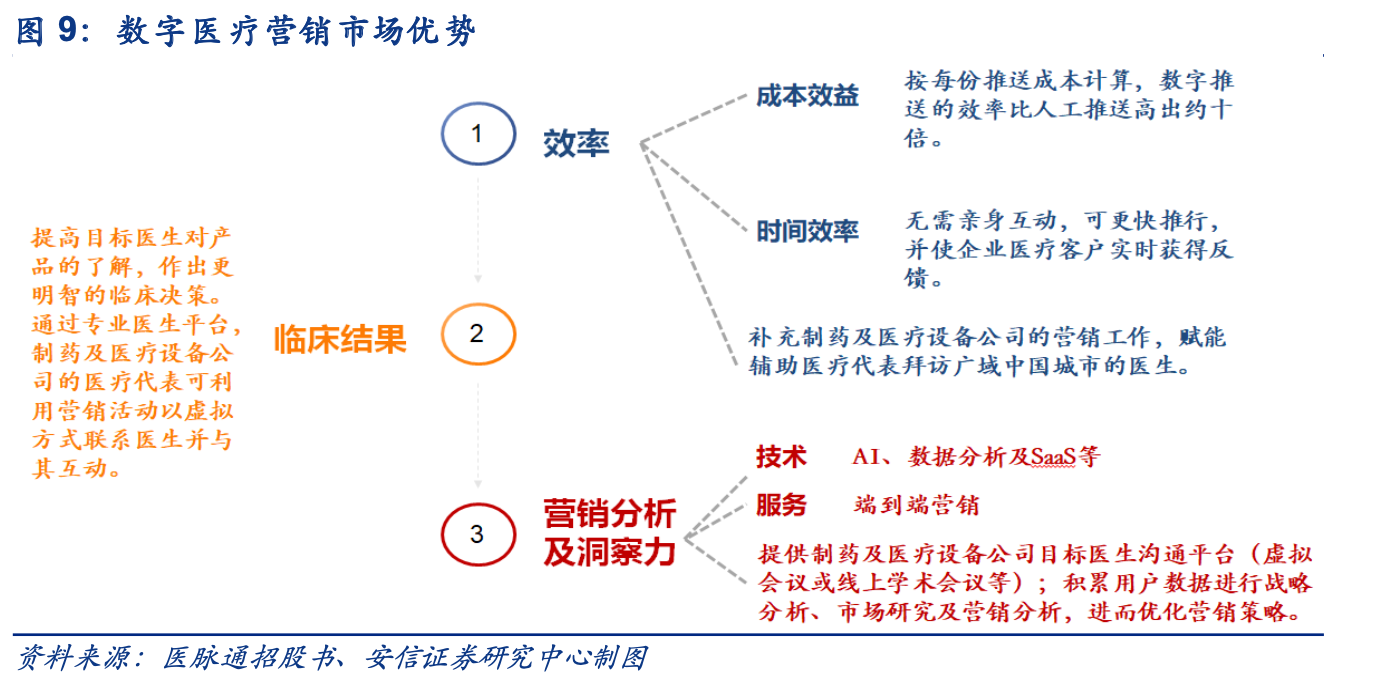 图 9：数字医疗营销市场优势
1
效率
成本效益
按每份推送成本计算，数字推
送的效率比人工推送高出约十
倍。
时间效率
无需亲身互动，可更快推行，
并使企业医疗客户实时获得反
馈。
补充制药及医疗设备公司的营销工作，赋能
辅助医疗代表拜访广域中国城市的医生。
2
临床结果
提高目标医生对产
品的了解，作出更
明智的临床决策。
通过专业医生平台，
制药及医疗设备公
司的医疗代表可利
用营销活动以虚拟
方式联系医生并与
其互动。
3
营销分析
及洞察力
技术
AI、数据分析及SaaS等
服务
端到端营销
提供制药及医疗设备公司目标医生沟通平台（虚拟
会议或线上学术会议等）；积累用户数据进行战略
分析、市场研究及营销分析，进而优化营销策略。
资料来源：医脉通招股书、安信证券研究中心制图